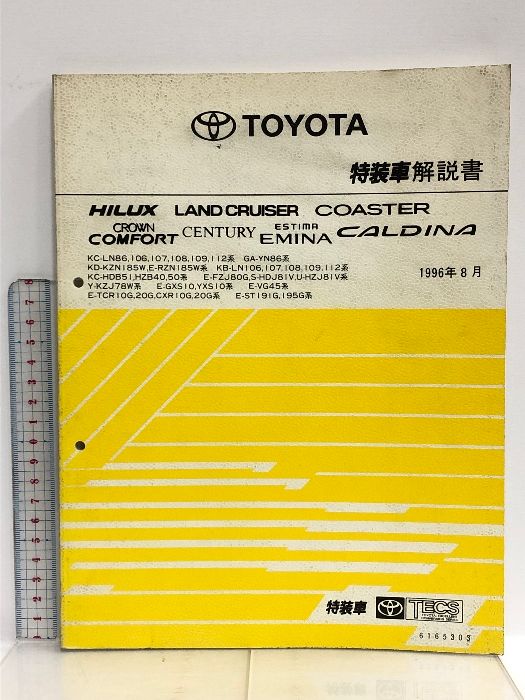 TOYOTA
特装車解説書
HILUX LAND CRUISER COASTER
CROWN COMFORT CENTURY ESTIMA EMINA CALDINA
KC-LN86,106,107,108,109,112系 GA-YN86系
KD-KZN185W,E-RZN185W系 KB-LN106,107,108,109,112系
KC-HDB51,HZB40,50系 E-FZJ80G,S-HDJ81V,U-HZJ81V系
Y-KZJ78W系 E-GXS10,YXS10系 E-VG45系
E-TCR10G,20G,CXR10G,20G系 E-ST191G,195G系
1996年8月
特装車 TECS
6165303